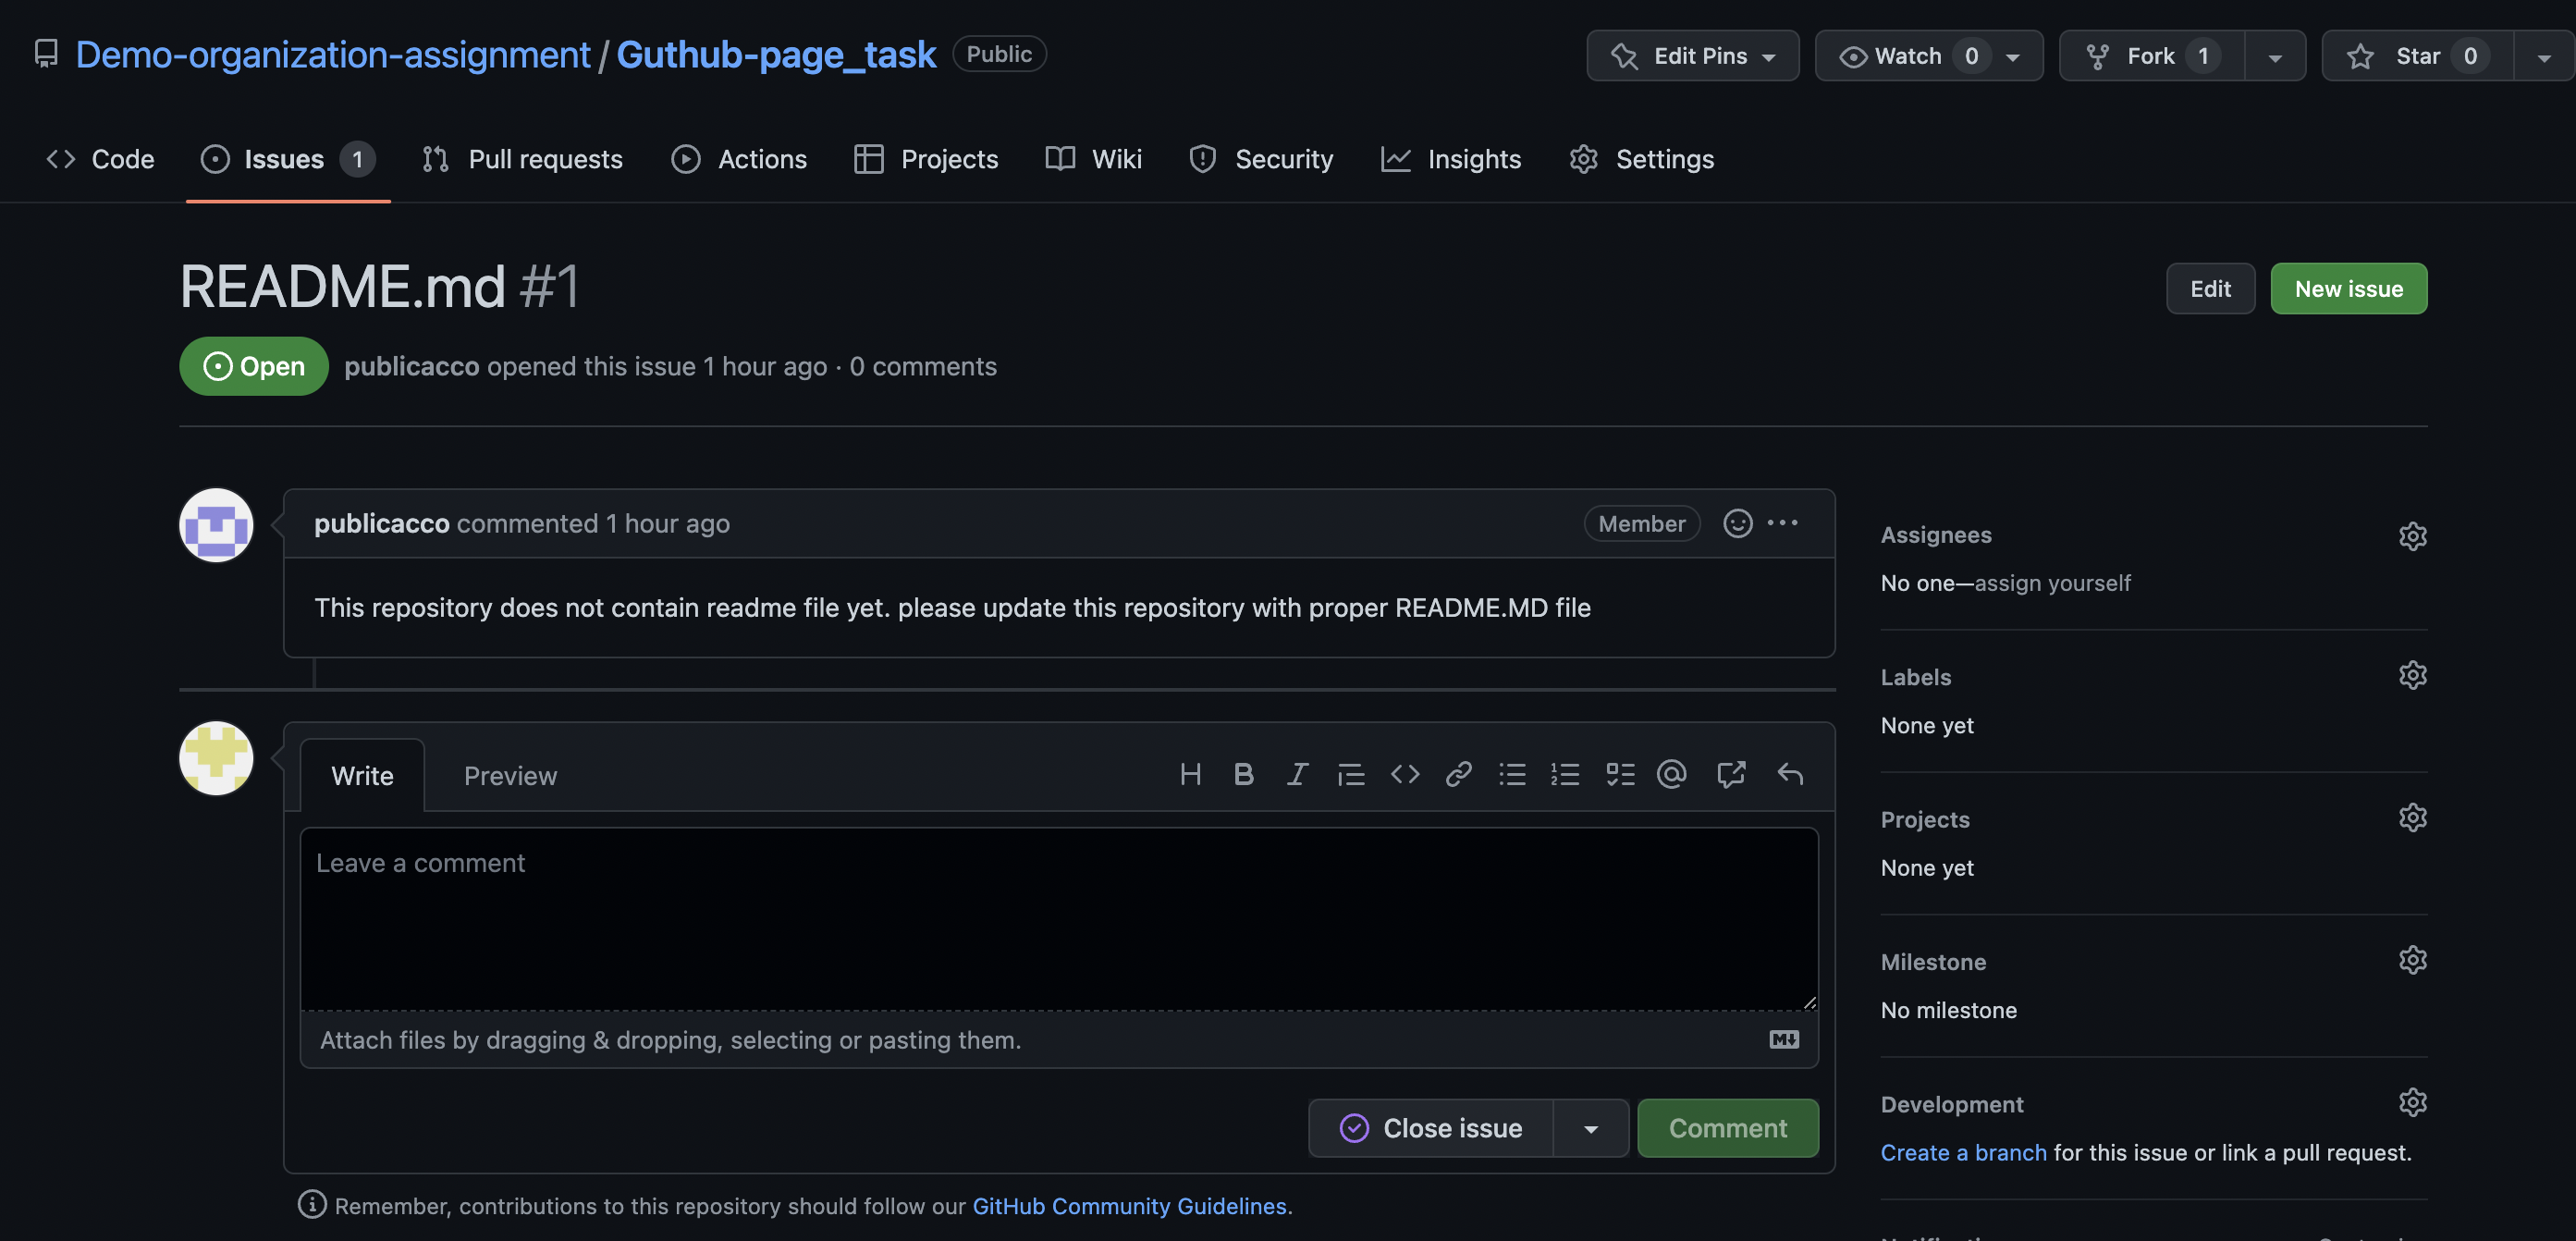 Demo-organization-assignment / Guthub-page_task Public Edit Pins Watch 0 Fork 1 Star 0
Code Issues 1 Pull requests Actions Projects Wiki Security Insights Settings
README.md #1
Edit New issue
Open publicacco opened this issue 1 hour ago · 0 comments
publicacco commented 1 hour ago Member
This repository does not contain readme file yet. please update this repository with proper README.MD file
Write Preview
Leave a comment
Attach files by dragging & dropping, selecting or pasting them.
Close issue Comment
Remember, contributions to this repository should follow our GitHub Community Guidelines.
Assignees
No one—assign yourself
Labels
None yet
Projects
None yet
Milestone
No milestone
Development
Create a branch for this issue or link a pull request.